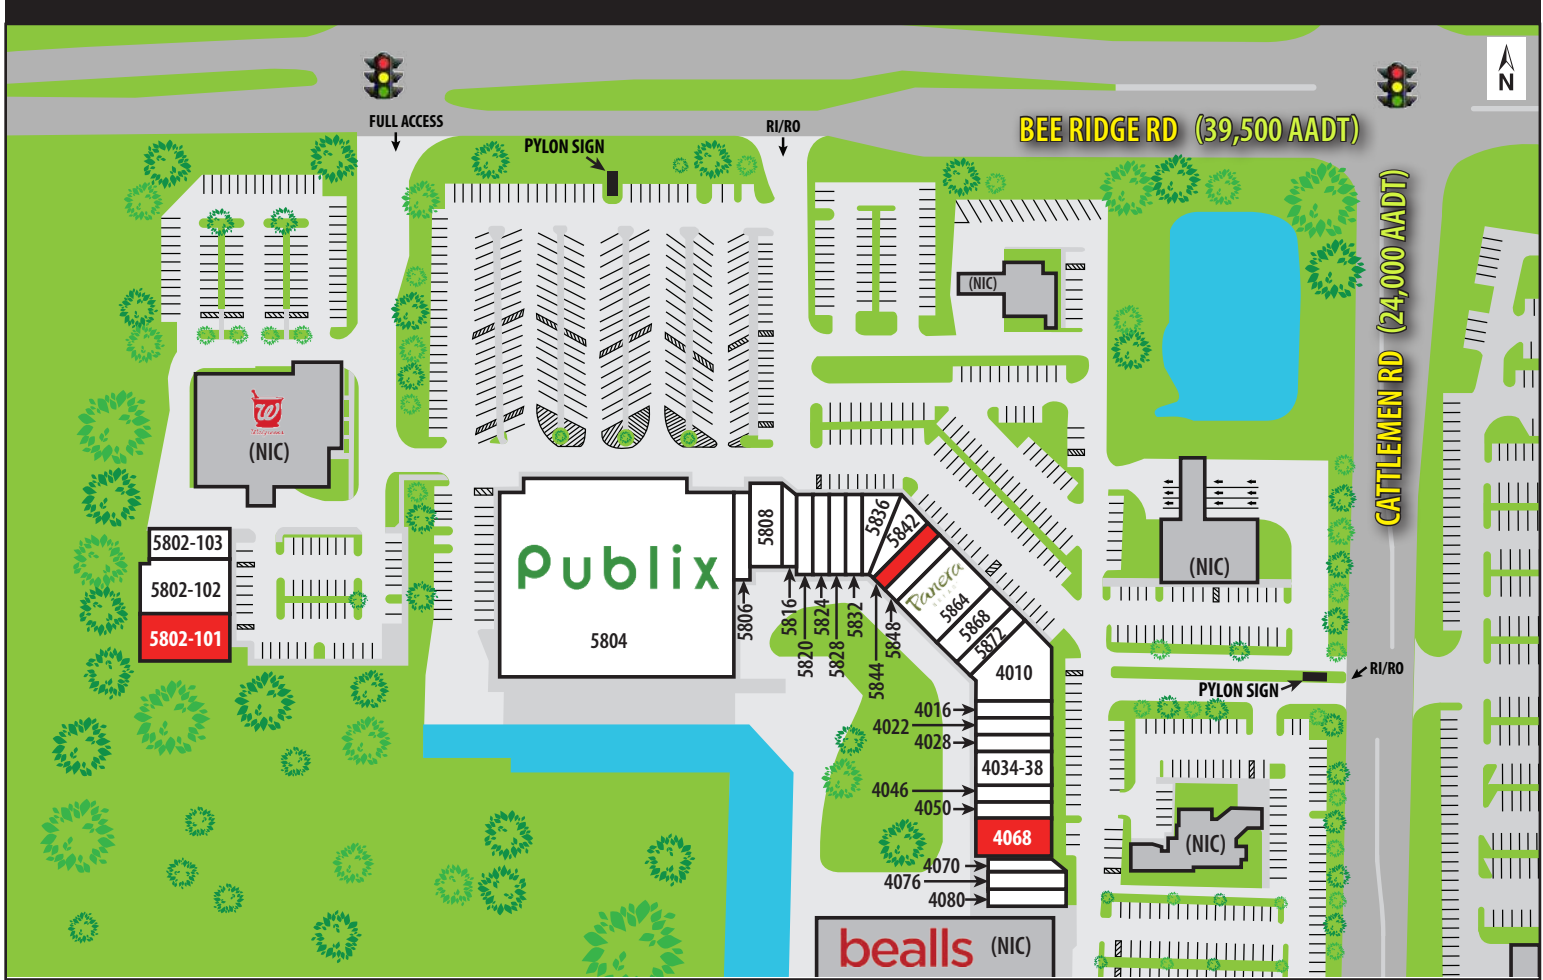 N
FULL ACCESS
RI/RO
BEE RIDGE RD (39,500 AADT)
PYLON SIGN
CATTLEMEN RD (24,000 AADT)
(NIC)
W
Walgreens
(NIC)
5802-103
5802-102
5802-101
Publix
5804
5806
5808
5816
5820
5824
5828
5832
5836
5842
5844
5848
Panera
5864
5868
5872
4010
4016
4022
4028
4034-38
4046
4050
4068
4070
4076
4080
(NIC)
RI/RO
PYLON SIGN
(NIC)
bealls (NIC)